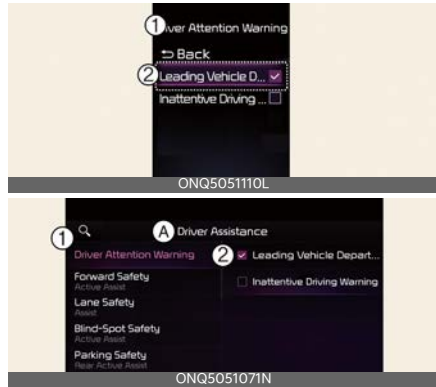 ① ver Attention Warning
Back
② Leading Vehicle D...
Inattentive Driving ...
ONQ5051110L
① A Driver Assistance
Driver Attention Warning
② Leading Vehicle Depart...
Inattentive Driving Warning
Forward Safety
Active Assist
Lane Safety
Assist
Blind-Spot Safety
Active Assist
Parking Safety
Rear Active Assist
ONQ5051071N